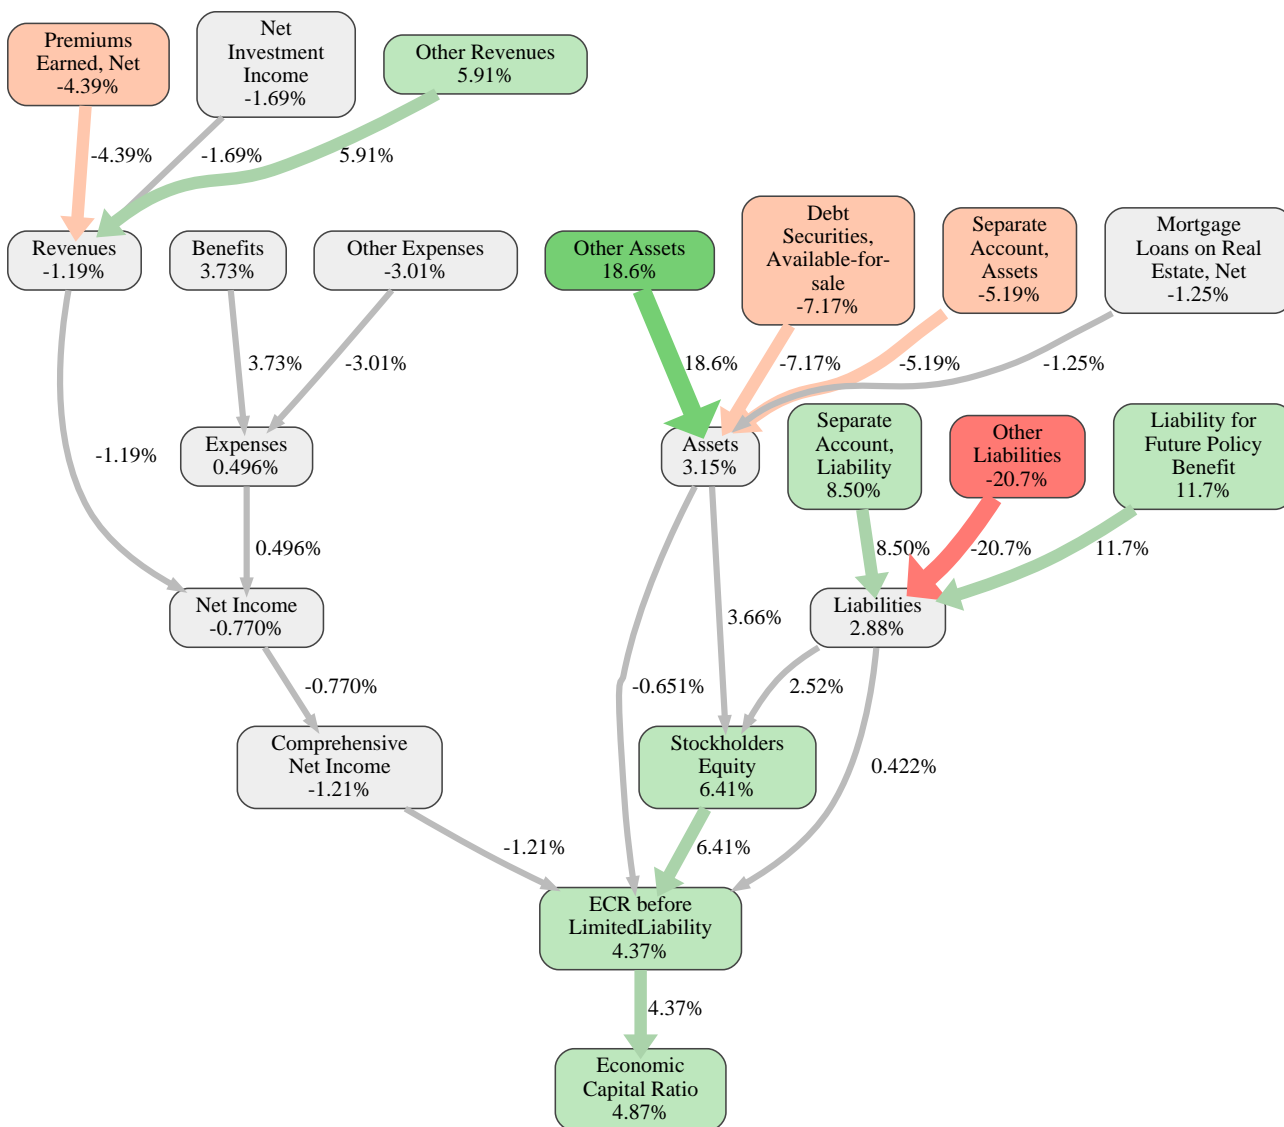 Premiums
Earned, Net
-4.39%
Net
Investment
Income
-1.69%
Other Revenues
5.91%
-4.39%
-1.69%
5.91%
Revenues
-1.19%
Benefits
3.73%
Other Expenses
-3.01%
Other Assets
18.6%
Debt
Securities,
Available-for-
sale
-7.17%
Separate
Account,
Assets
-5.19%
Mortgage
Loans on Real
Estate, Net
-1.25%
3.73%
-3.01%
18.6%
-7.17%
-5.19%
-1.25%
-1.19%
Expenses
0.496%
Assets
3.15%
Separate
Account,
Liability
8.50%
Other
Liabilities
-20.7%
Liability for
Future Policy
Benefit
11.7%
0.496%
8.50%
-20.7%
11.7%
Net Income
-0.770%
3.66%
Liabilities
2.88%
-0.770%
-0.651%
2.52%
Comprehensive
Net Income
-1.21%
Stockholders
Equity
6.41%
0.422%
-1.21%
6.41%
ECR before
LimitedLiability
4.37%
4.37%
Economic
Capital Ratio
4.87%